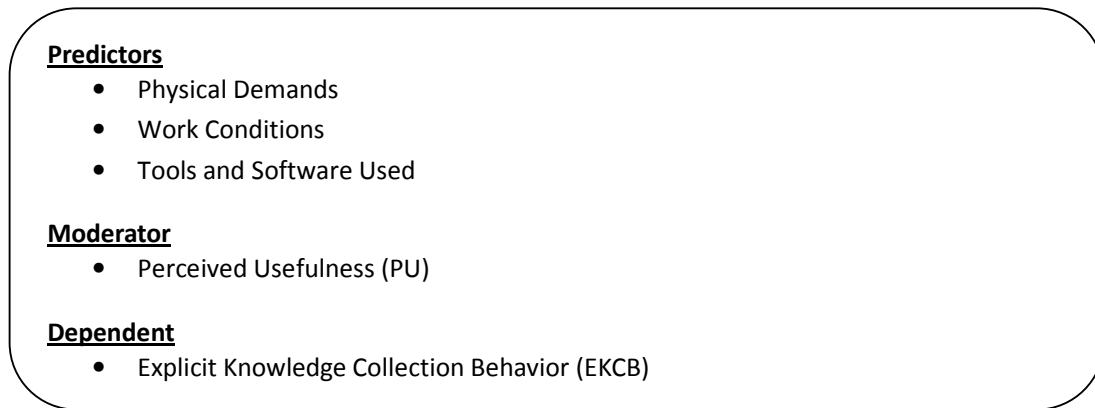 Predictors
• Physical Demands
• Work Conditions
• Tools and Software Used
Moderator
• Perceived Usefulness (PU)
Dependent
• Explicit Knowledge Collection Behavior (EKCB)